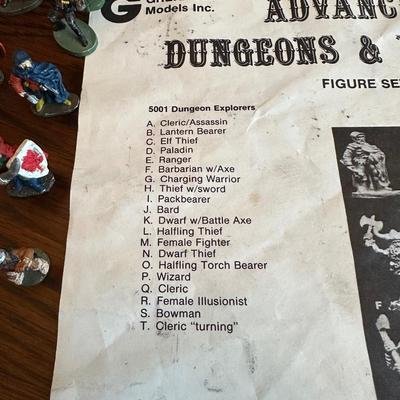 G
Models Inc.
ADVANC
DUNGEONS &
FIGURE SE
5001 Dungeon Explorers
A. Cleric/Assassin
B. Lantern Bearer
C. Elf Thief
D. Paladin
E. Ranger
F. Barbarian w/Axe
G. Charging Warrior
H. Thief w/sword
I. Packbearer
J. Bard
K. Dwarf w/Battle Axe
L. Halfling Thief
M. Female Fighter
N. Dwarf Thief
O. Halfling Torch Bearer
P. Wizard
Q. Cleric
R. Female Illusionist
S. Bowman
T. Cleric "turning"
F